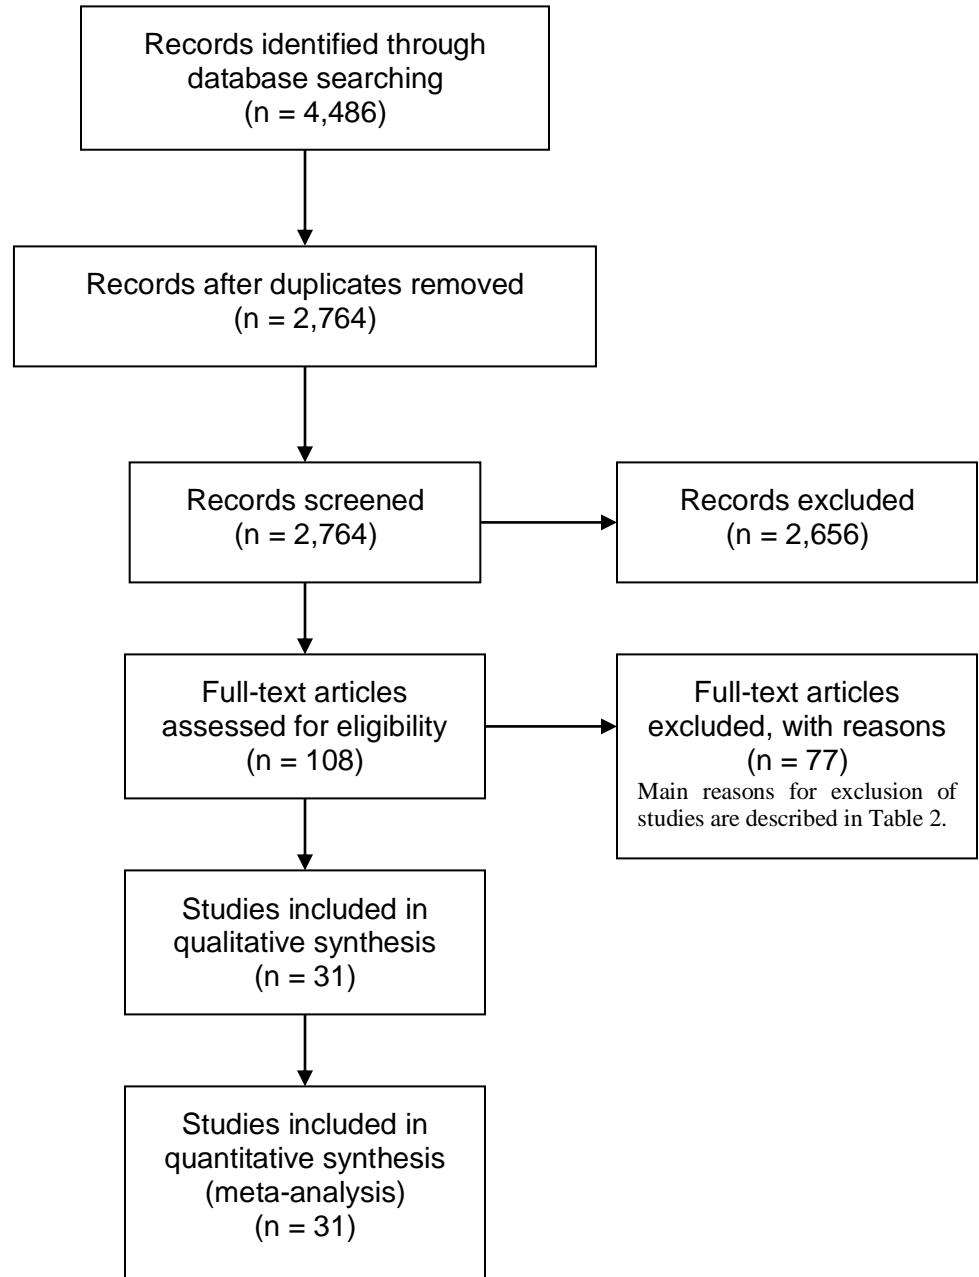 Records identified through
database searching
(n = 4,486)
Records after duplicates removed
(n = 2,764)
Records screened
(n = 2,764)
Records excluded
(n = 2,656)
Full-text articles
assessed for eligibility
(n = 108)
Full-text articles
excluded, with reasons
(n = 77)
Main reasons for exclusion of
studies are described in Table 2.
Studies included in
qualitative synthesis
(n = 31)
Studies included in
quantitative synthesis
(meta-analysis)
(n = 31)